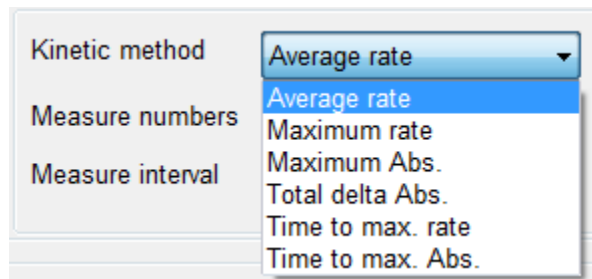 Kinetic method
Average rate
Average rate
Measure numbers
Maximum rate
Maximum Abs.
Measure interval
Total delta Abs.
Time to max. rate
Time to max. Abs.